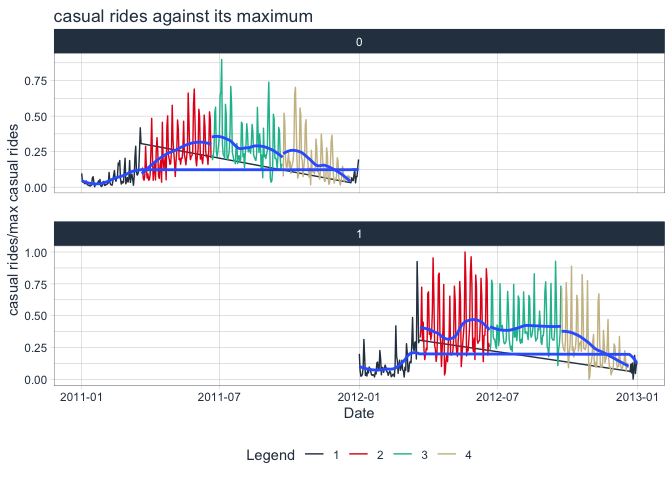 casual rides against its maximum
0
0.75
0.50
0.25
0.00
casual rides/max casual rides
1
1.00
0.75
0.50
0.25
0.00
2011-01 2011-07 2012-01 2012-07 2013-01
Date
Legend 1 2 3 4